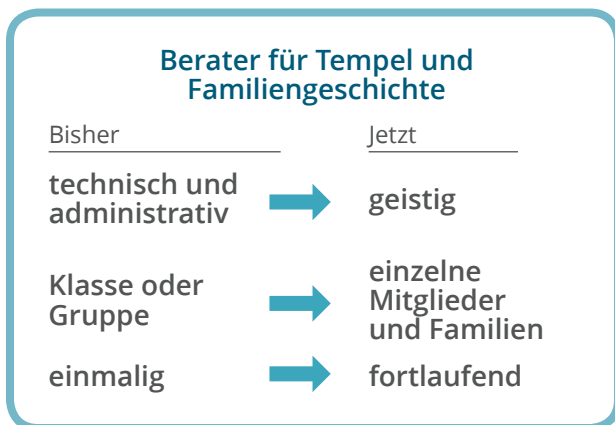 Berater für Tempel und
Familiengeschichte
Bisher
Jetzt
technisch und
administrativ
geistig
Klasse oder
Gruppe
einzelne
Mitglieder
und Familien
einmalig
fortlaufend